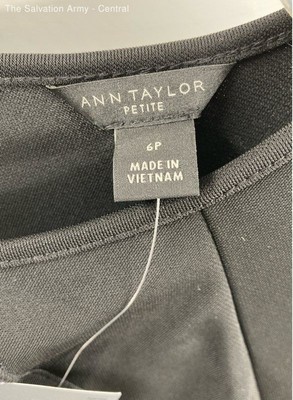 The Salvation Army - Central
ANN TAYLOR
PETITE
6P
MADE IN
VIETNAM